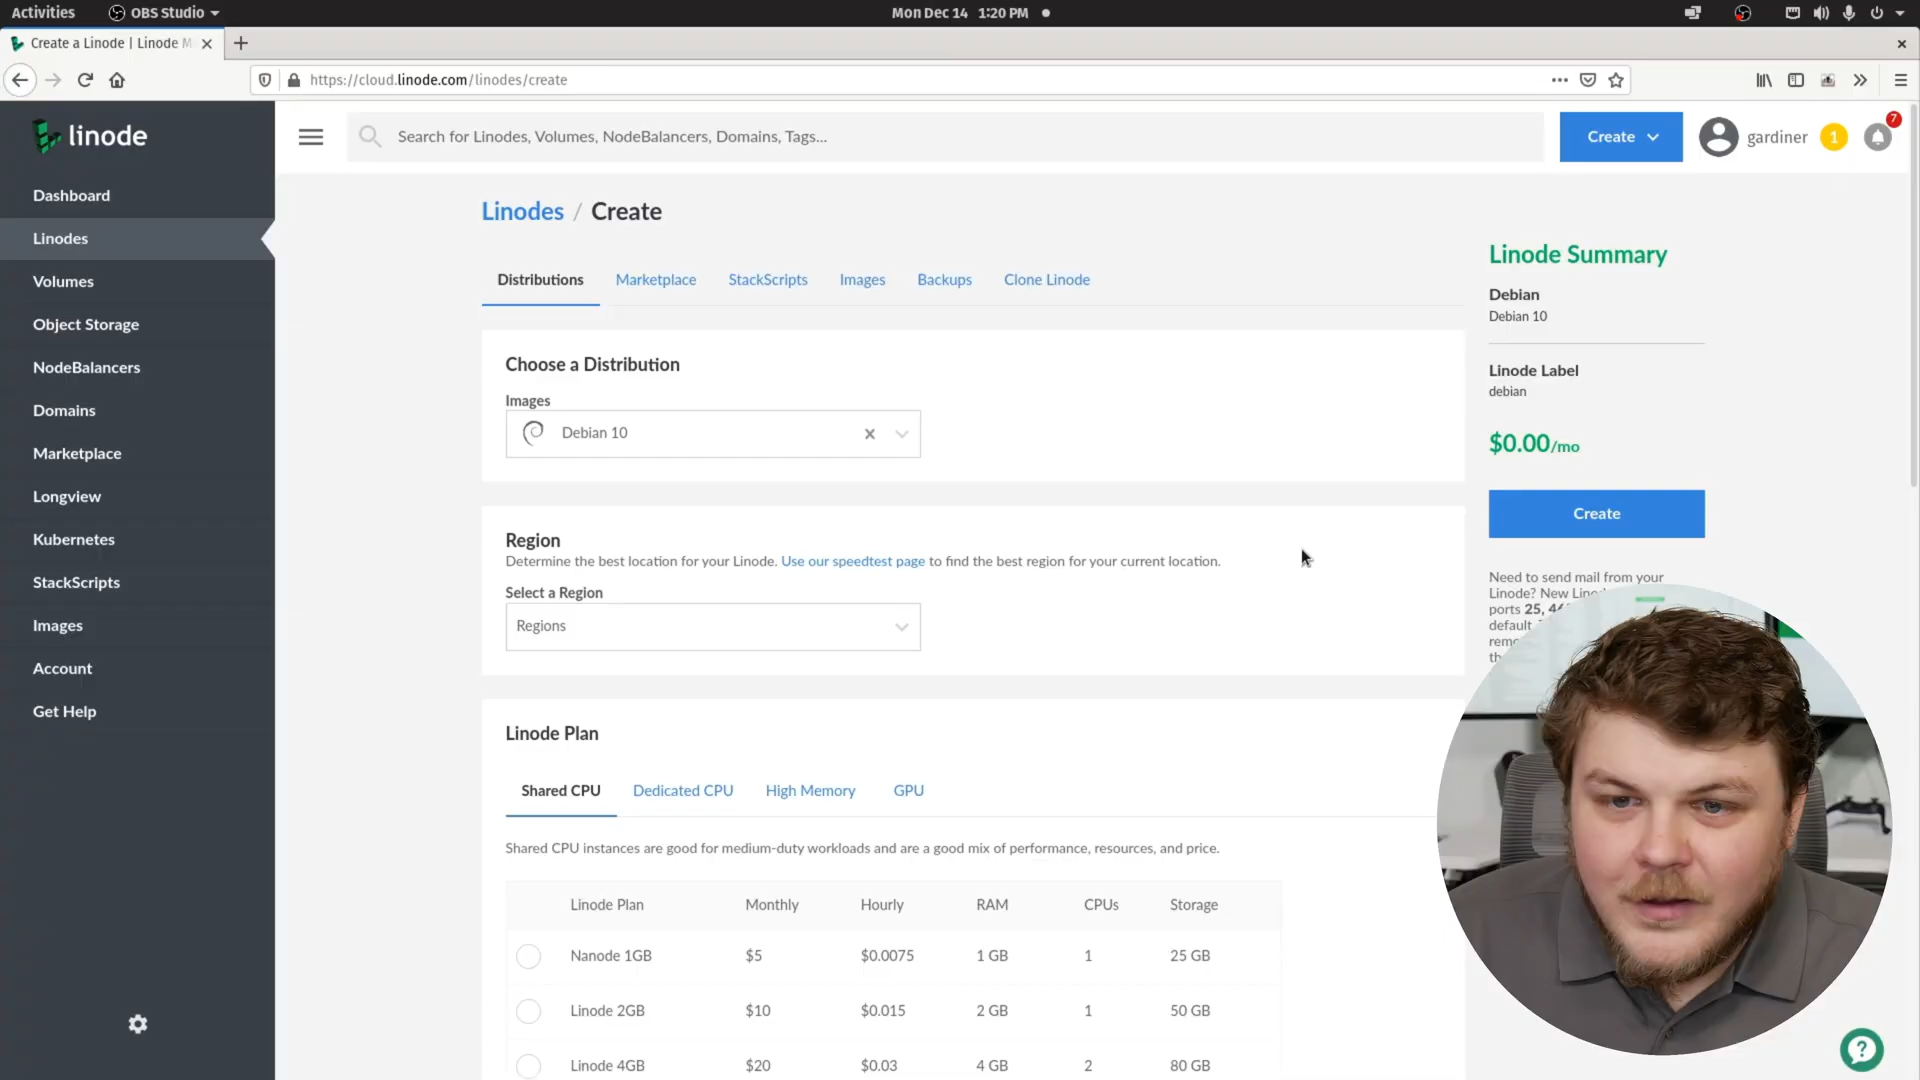 Activities
OBS Studio
Mon Dec 14 1:20 PM
Create a Linode | Linode M
https://cloud.linode.com/linodes/create
linode
Search for Linodes, Volumes, NodeBalancers, Domains, Tags...
Create
gardiner
1
7
Dashboard
Linodes
Volumes
Object Storage
NodeBalancers
Domains
Marketplace
Longview
Kubernetes
StackScripts
Images
Account
Get Help
Linodes / Create
Distributions
Marketplace
StackScripts
Images
Backups
Clone Linode
Choose a Distribution
Images
Debian 10
Region
Determine the best location for your Linode. Use our speedtest page to find the best region for your current location.
Select a Region
Regions
Linode Plan
Shared CPU
Dedicated CPU
High Memory
GPU
Shared CPU instances are good for medium-duty workloads and are a good mix of performance, resources, and price.
Linode Plan Monthly Hourly RAM CPUs Storage
Nanode 1GB $5 $0.0075 1 GB 1 25 GB
Linode 2GB $10 $0.015 2 GB 1 50 GB
Linode 4GB $20 $0.03 4 GB 2 80 GB
Linode Summary
Debian
Debian 10
Linode Label
debian
$0.00/mo
Create
Need to send mail from your
Linode? New
ports 25,
default
?